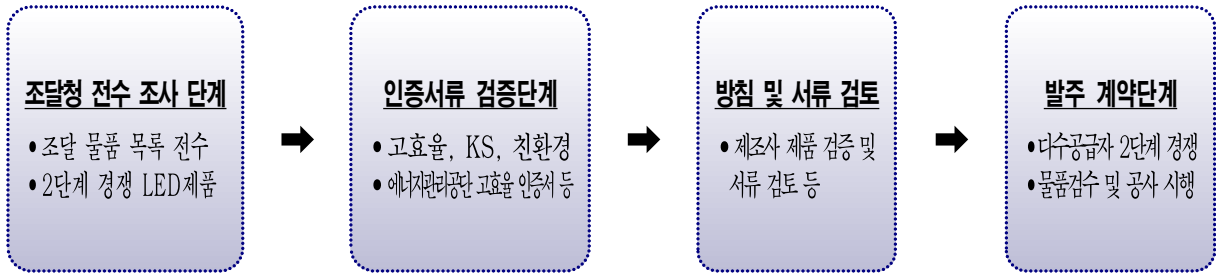 조달청 전수 조사 단계
• 조달 물품 목록 전수
• 2단계 경쟁 LED제품
인증서류 검증단계
• 고효율, KS, 친환경
• 에너지관리공단 고효율 인증서 등
방침 및 서류 검토
• 제조사 제품 검증 및
서류 검토 등
발주 계약단계
• 다수공급자 2단계 경쟁
• 물품검수 및 공사 시행